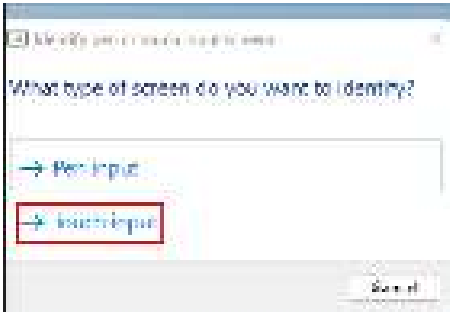 What type of screen do you want to identify?
→ Pen input
→ Touch input
Cancel